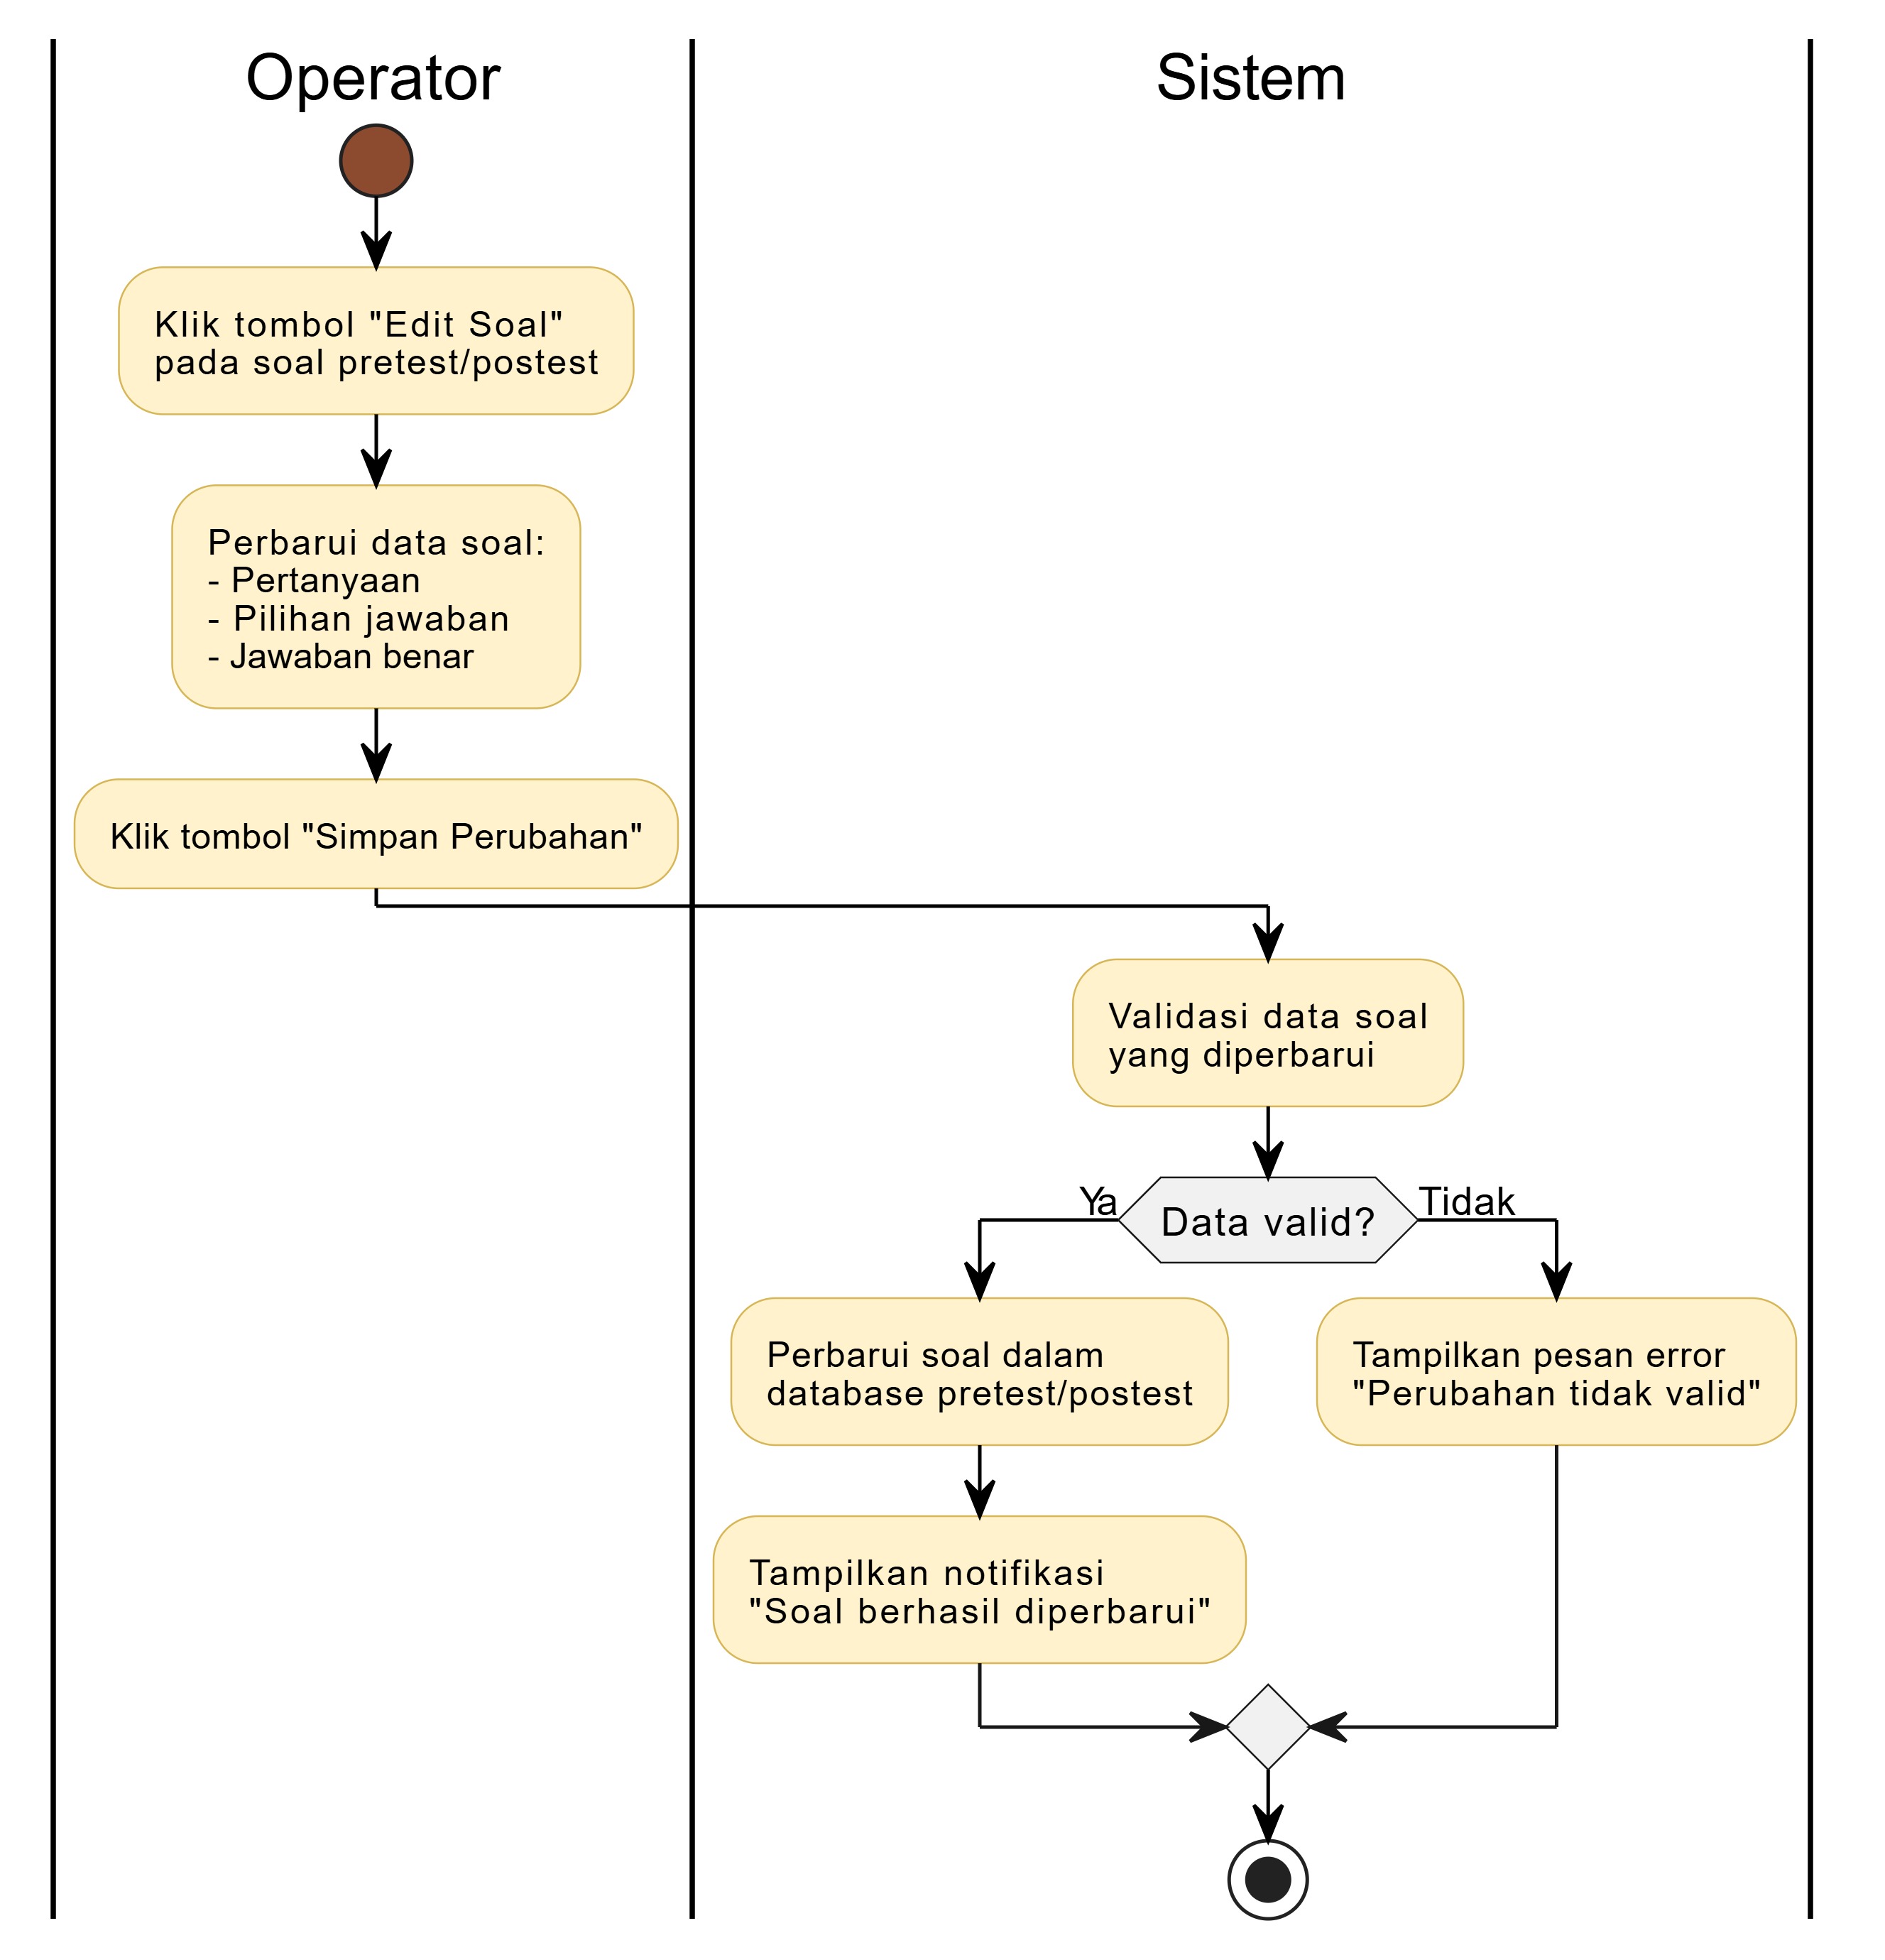 Operator
Sistem
Klik tombol "Edit Soal"
pada soal pretest/postest
Perbarui data soal:
- Pertanyaan
- Pilihan jawaban
- Jawaban benar
Klik tombol "Simpan Perubahan"
Validasi data soal
yang diperbarui
Ya
Data valid?
Tidak
Perbarui soal dalam
database pretest/postest
Tampilkan pesan error
"Perubahan tidak valid"
Tampilkan notifikasi
"Soal berhasil diperbarui"